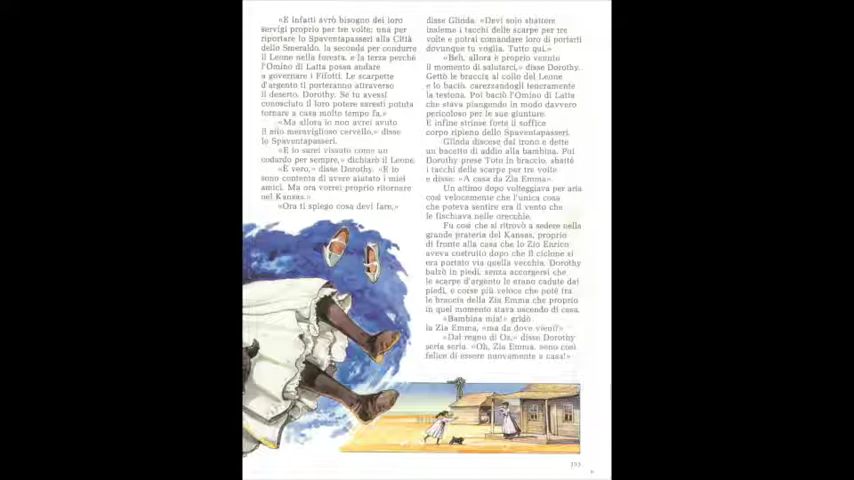 «E infatti avrò bisogno dei loro
servigi proprio per tre volte: una per
riportare lo Spaventapasseri alla Città
dello Smeraldo, la seconda per condurre
il Leone nella foresta, e la terza perché
l'Omino di Latta possa andare
a governare i Fifotti. Le scarpette
d'argento ti porteranno attraverso
il deserto, Dorothy. Se tu avessi
conosciuto il loro potere saresti potuta
tornare a casa molto tempo fa.»
«Ma allora io non avrei avuto
il mio meraviglioso cervello,» disse
lo Spaventapasseri.
«E io sarei vissuto come un
codardo per sempre,» dichiarò il Leone.
«È vero,» disse Dorothy. «E io
sono contenta di avere aiutato i miei
amici. Ma ora vorrei proprio ritornare
nel Kansas.»
«Ora ti spiego cosa devi fare,»
disse Glinda. «Devi solo sbattere
insieme i tacchi delle scarpe per tre
volte e potrai comandare loro di portarti
dovunque tu voglia. Tutto qui.»
«Beh, allora è proprio venuto
il momento di salutarci,» disse Dorothy.
Gettò le braccia al collo del Leone
e lo baciò, carezzandogli teneramente
la testona. Poi baciò l'Omino di Latta
che stava piangendo in modo davvero
pericoloso per le sue giunture.
E infine strinse forte il soffice
corpo ripieno dello Spaventapasseri.
Glinda discese dal trono e dette
un bacetto di addio alla bambina. Poi
Dorothy prese Toto in braccio, sbatté
i tacchi delle scarpe per tre volte
e disse: «A casa da Zia Emma».
Un attimo dopo volteggiava per aria
così velocemente che l'unica cosa
che poteva sentire era il vento che
le fischiava nelle orecchie.
Fu così che si ritrovò a sedere nella
grande prateria del Kansas, proprio
di fronte alla casa che lo Zio Enrico
aveva costruito dopo che il ciclone si
era portato via quella vecchia. Dorothy
balzò in piedi, senza accorgersi che
le scarpe d'argento le erano cadute dai
piedi, e corse più veloce che poté tra
le braccia della Zia Emma che proprio
in quel momento stava uscendo di casa.
«Bambina mia!» gridò
la Zia Emma, «ma da dove vieni?»
«Dal regno di Oz,» disse Dorothy
seria seria. «Oh, Zia Emma, sono così
felice di essere nuovamente a casa!»